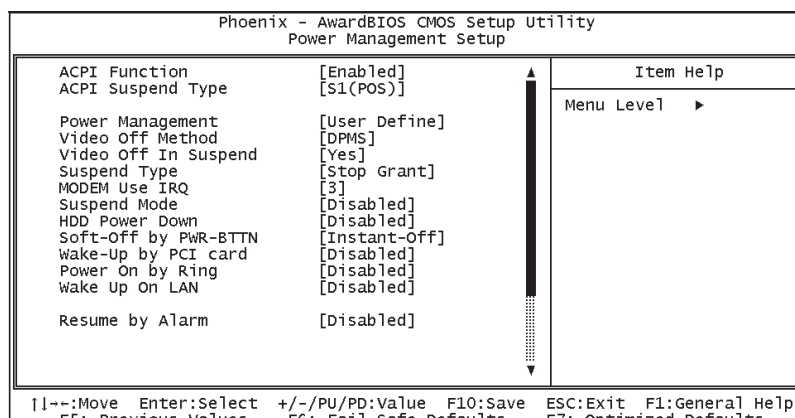 Phoenix - AwardBIOS CMOS Setup Utility
Power Management Setup
ACPI Function [Enabled]
ACPI Suspend Type [S1(POS)]
Power Management [User Define]
Video Off Method [DPMS]
Video Off In Suspend [Yes]
Suspend Type [Stop Grant]
MODEM Use IRQ [3]
Suspend Mode [Disabled]
HDD Power Down [Disabled]
Soft-Off by PWR-BTTN [Instant-Off]
Wake-Up by PCI card [Disabled]
Power On by Ring [Disabled]
Wake Up On LAN [Disabled]
Resume by Alarm [Disabled]
Item Help
Menu Level ▶
↑↓→←:Move Enter:Select +/-/PU/PD:Value F10:Save ESC:Exit F1:General Help
F5: Previous Values F6: Fail-Safe Defaults F7: Optimized Defaults